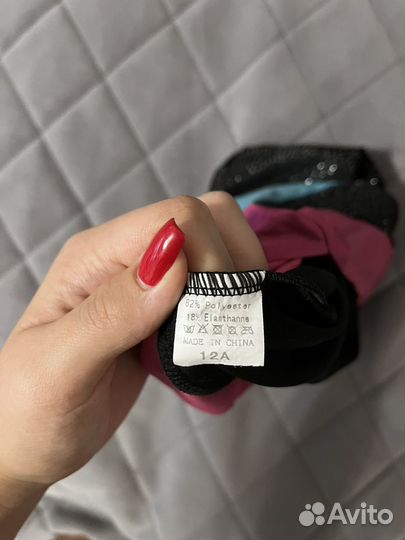 82% Polyester
18% Elasthanne
MADE IN CHINA
12A
Avito